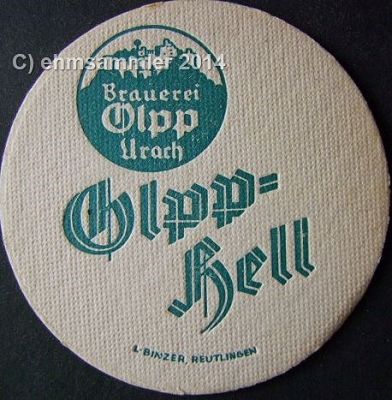 C) ehmsammler 2014
Brauerei
Olpp
Urach
Olpp=
Hell
L. BINZER, REUTLINGEN